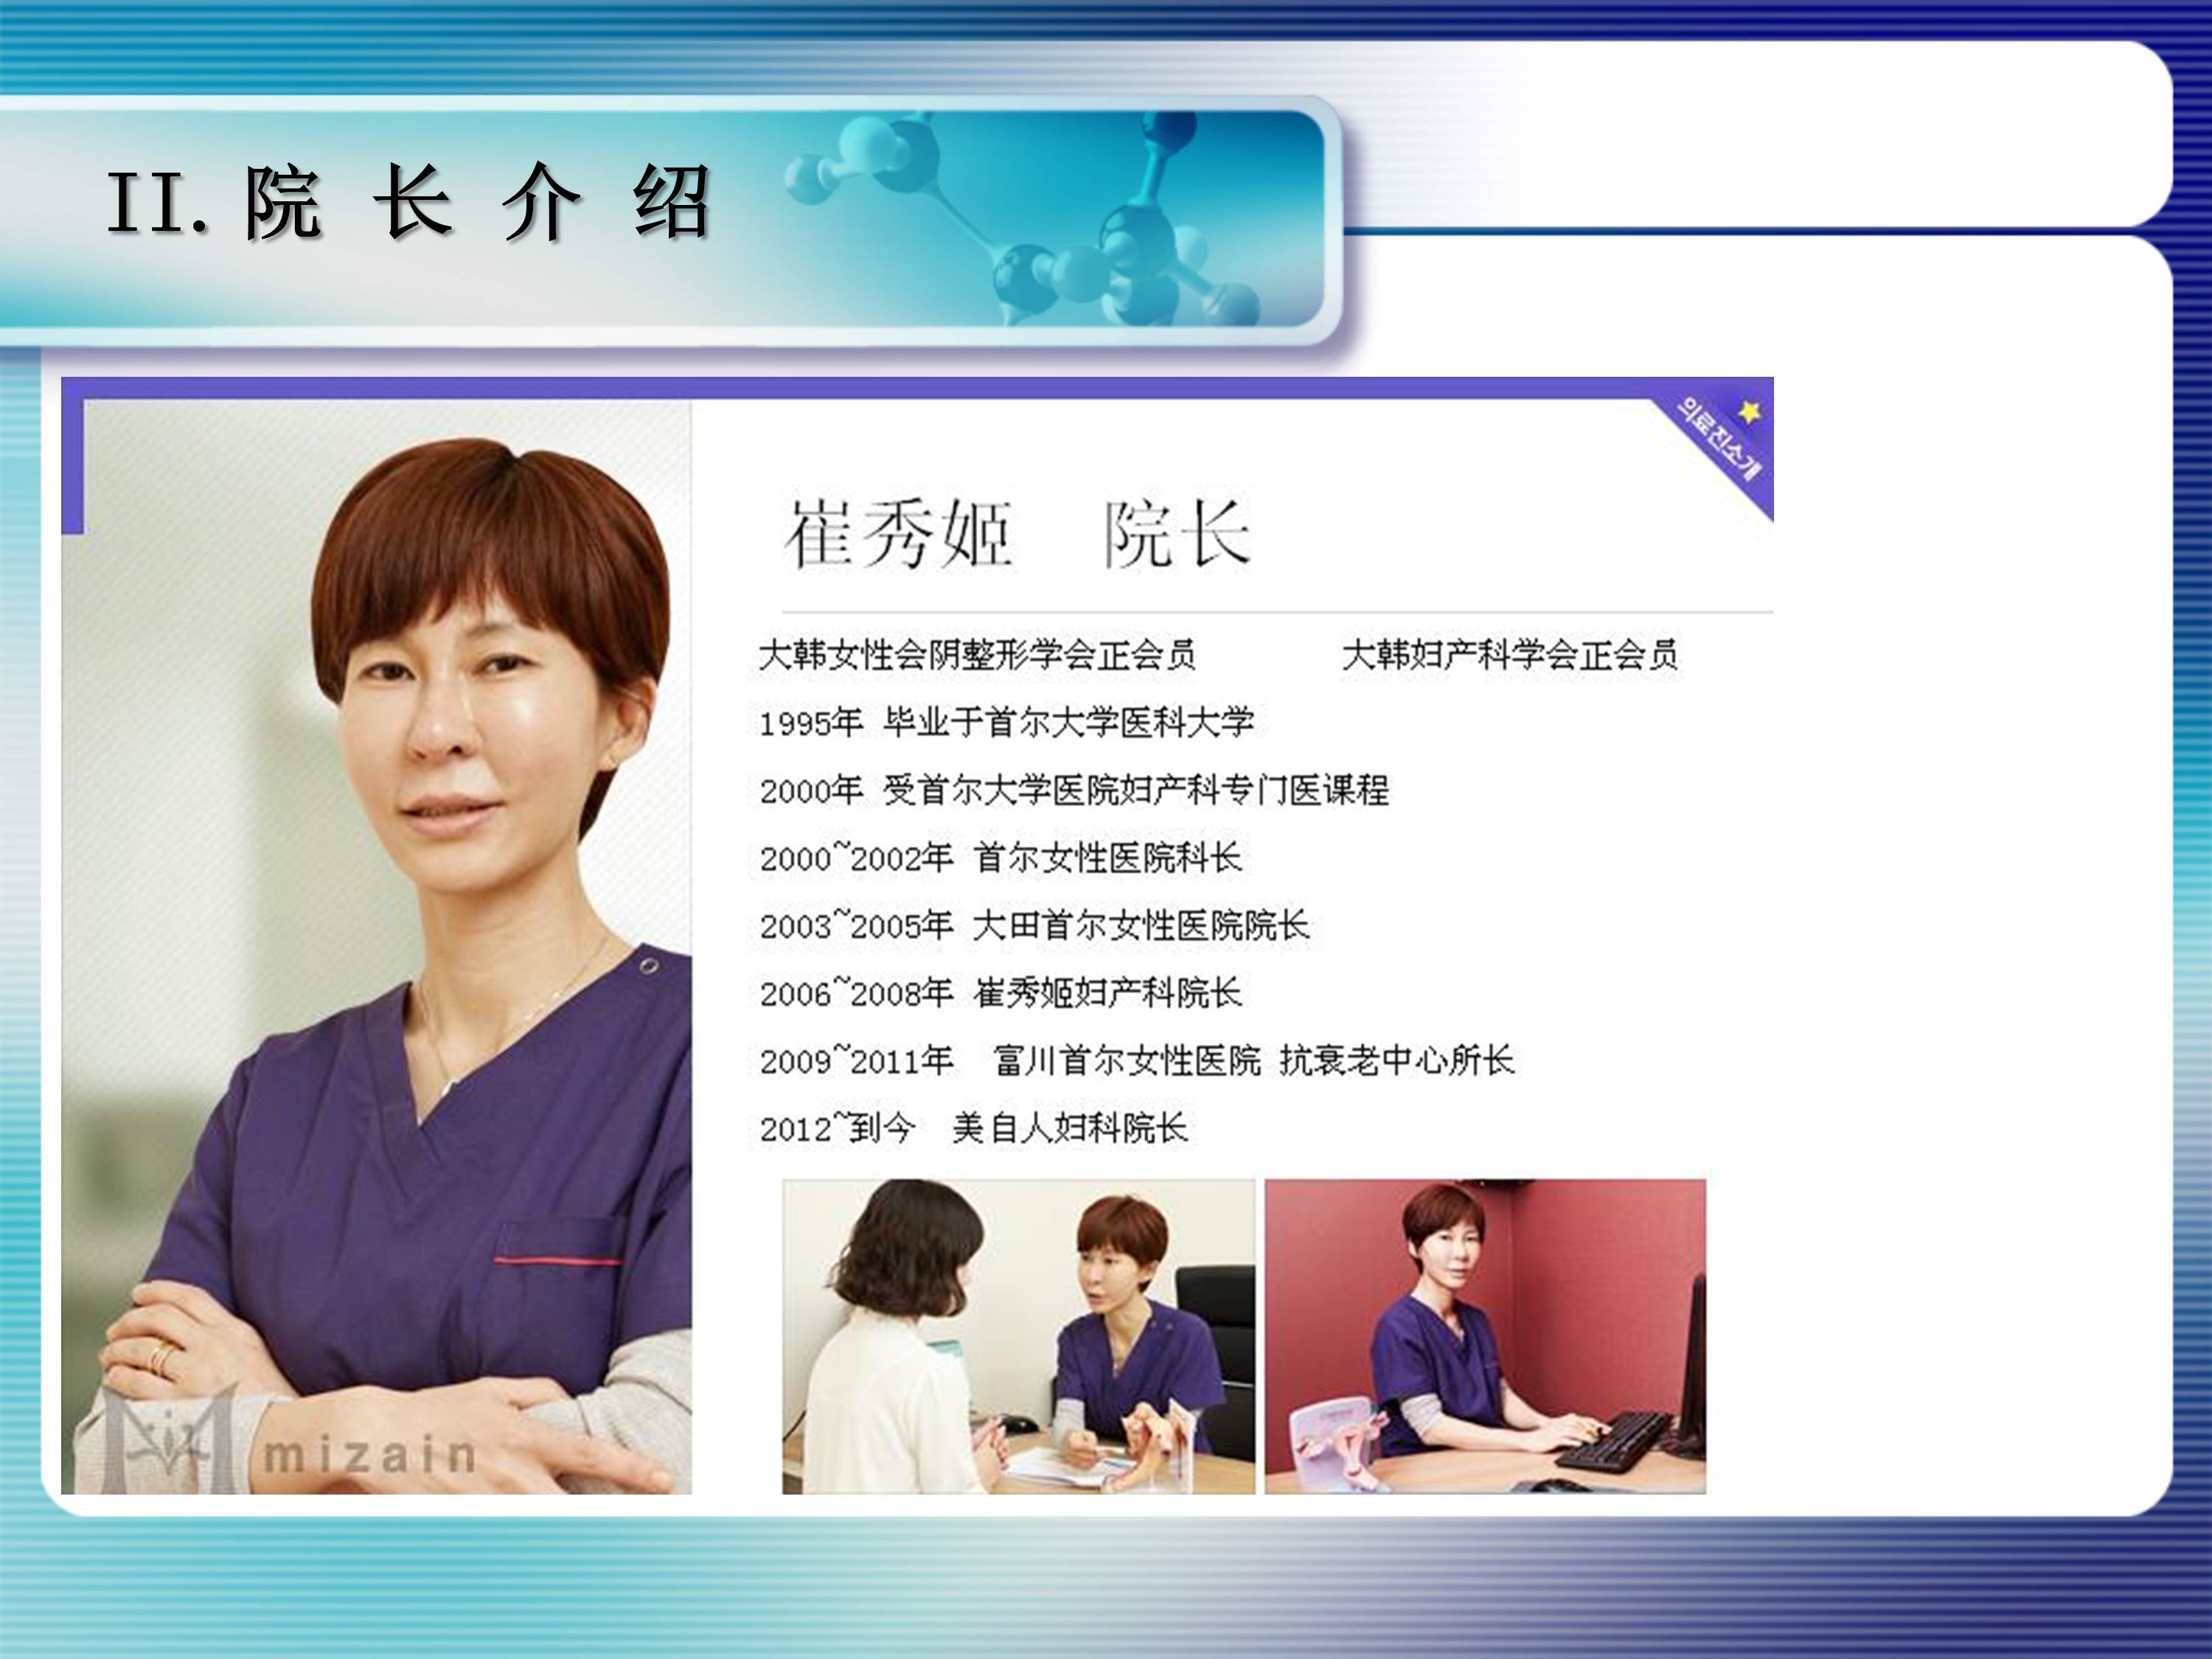 II. 院 长 介 绍
의료진소개
崔秀姬 院长
大韩女性会阴整形学会正会员 大韩妇产科学会正会员
1995年 毕业于首尔大学医科大学
2000年 受首尔大学医院妇产科专门医课程
2000~2002年 首尔女性医院科长
2003~2005年 大田首尔女性医院院长
2006~2008年 崔秀姬妇产科院长
2009~2011年 富川首尔女性医院 抗衰老中心所长
2012~到今 美自人妇科院长
mizain